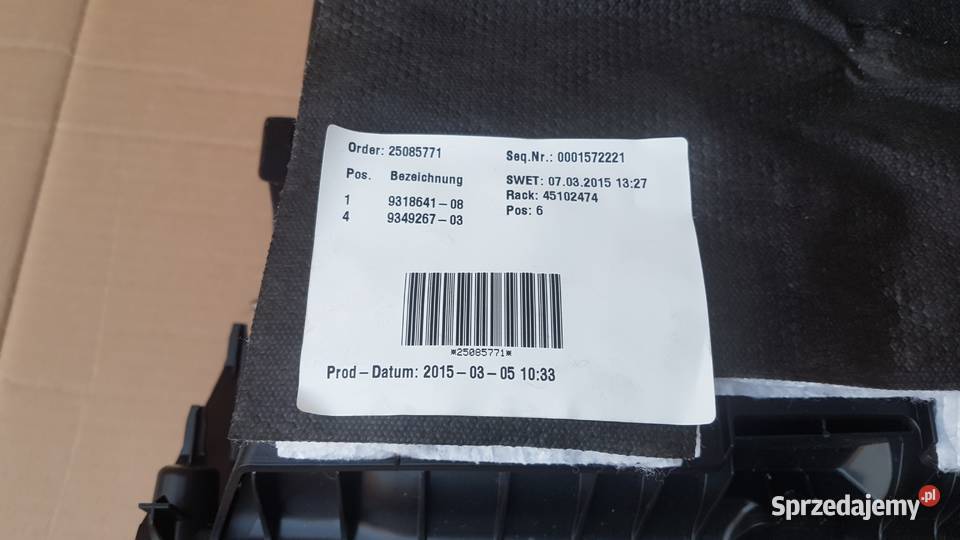 Order: 25085771
Seq.Nr.: 0001572221
Pos. Bezeichnung
SWET: 07.03.2015 13:27
Rack: 45102474
Pos: 6
1 9318641-08
4 9349267-03
*25085771*
Prod-Datum: 2015-03-05 10:33
Sprzedajemy.pl